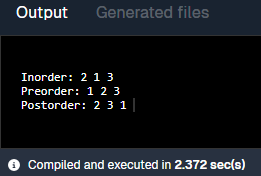 Output Generated files
Inorder: 2 1 3
Preorder: 1 2 3
Postorder: 2 3 1
Compiled and executed in 2.372 sec(s)